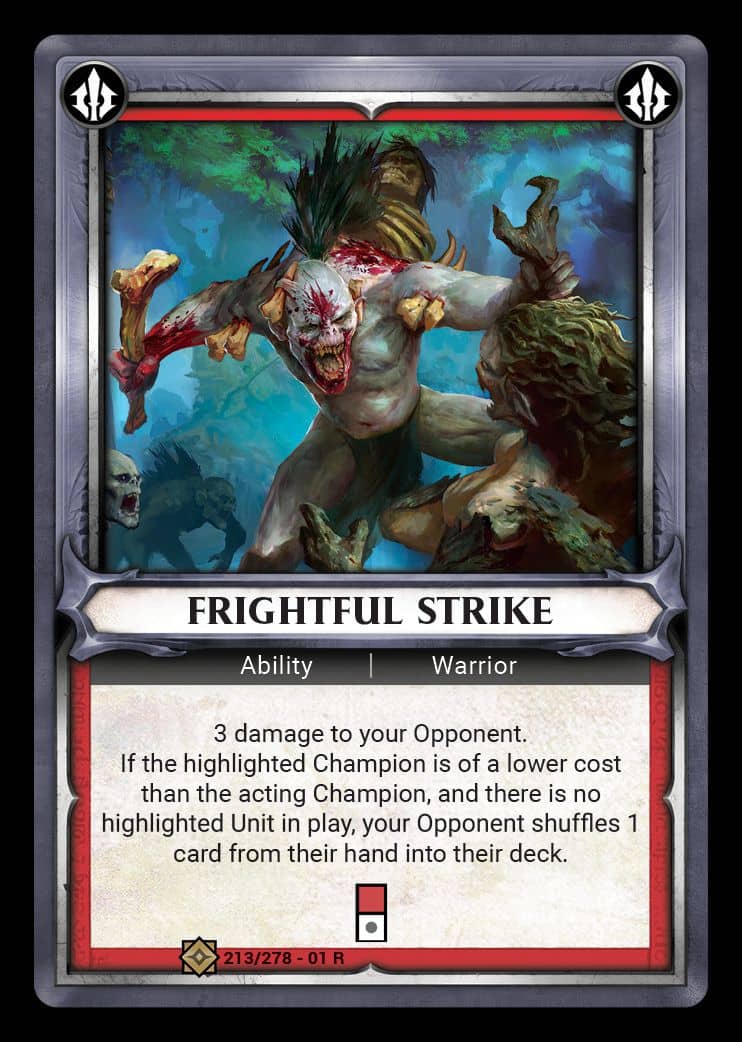 FRIGHTFUL STRIKE
Ability | Warrior
3 damage to your Opponent.
If the highlighted Champion is of a lower cost
than the acting Champion, and there is no
highlighted Unit in play, your Opponent shuffles 1
card from their hand into their deck.
213/278 - 01 R